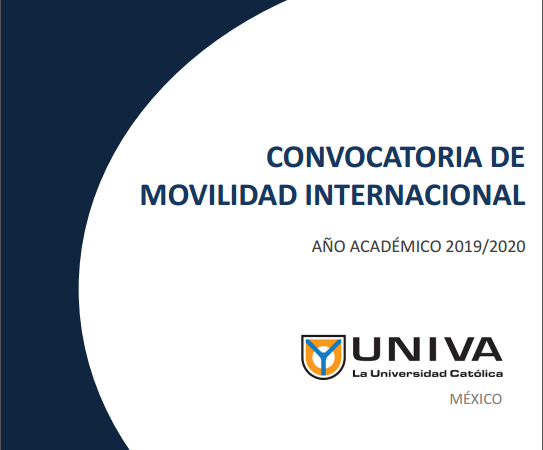 CONVOCATORIA DE
MOVILIDAD INTERNACIONAL
AÑO ACADÉMICO 2019/2020
UNIVA
La Universidad Católica
MÉXICO